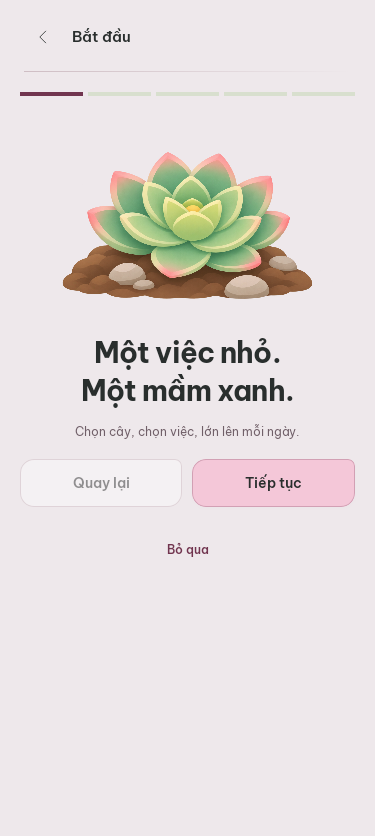 Bắt đầu
Một việc nhỏ.
Một mầm xanh.
Chọn cây, chọn việc, lớn lên mỗi ngày.
Quay lại
Tiếp tục
Bỏ qua